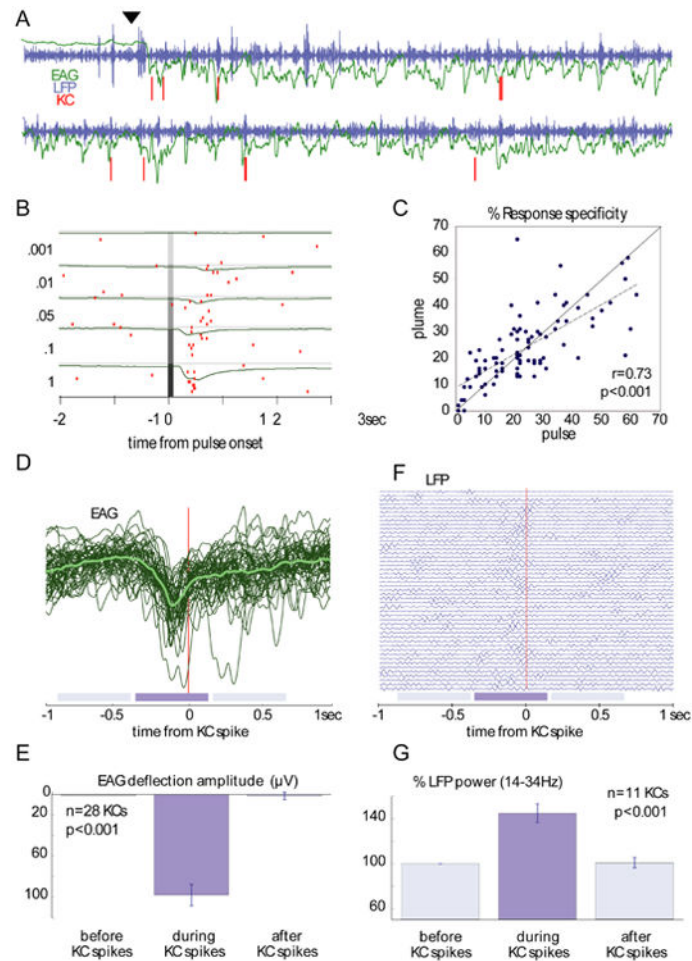 A
EAG
LFP
KC
B
.001
.01
.05
.1
1
-2 -1 0 1 2 3sec
time from pulse onset
C
% Response specificity
70
60
50
40
30
20
10
0
plume
r=0.73
p<0.001
0 10 20 30 40 50 60 70
pulse
D
EAG
-1 -0.5 0 0.5 1sec
time from KC spike
F
LFP
-1 -0.5 0 0.5 1sec
time from KC spike
E
EAG deflection amplitude (µV)
20
60
100
n=28 KCs
p<0.001
before KC spikes
during KC spikes
after KC spikes
G
% LFP power (14-34Hz)
140
100
60
n=11 KCs
p<0.001
before KC spikes
during KC spikes
after KC spikes